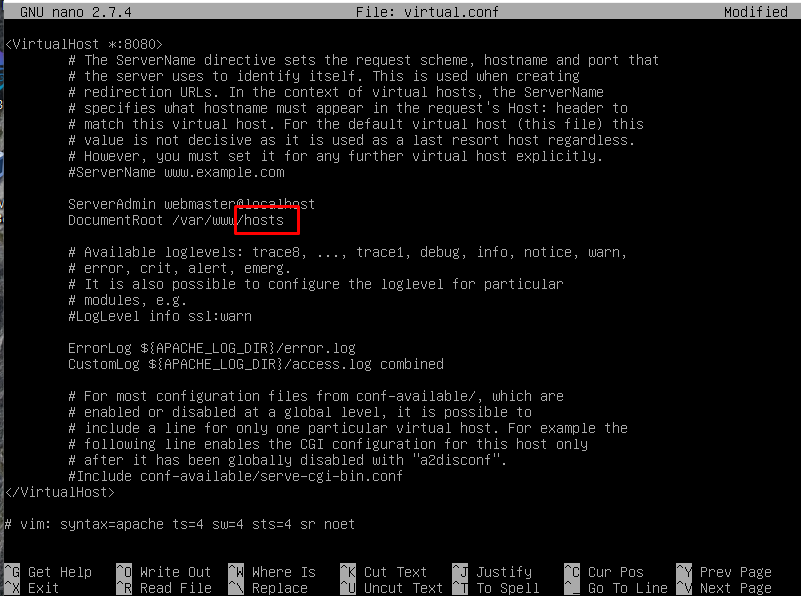 GNU nano 2.7.4 File: virtual.conf Modified
<VirtualHost *:8080>
# The ServerName directive sets the request scheme, hostname and port that
# the server uses to identify itself. This is used when creating
# redirection URLs. In the context of virtual hosts, the ServerName
# specifies what hostname must appear in the request's Host: header to
# match this virtual host. For the default virtual host (this file) this
# value is not decisive as it is used as a last resort host regardless.
# However, you must set it for any further virtual host explicitly.
#ServerName www.example.com
ServerAdmin webmaster@localhost
DocumentRoot /var/www/hosts
# Available loglevels: trace8, ..., trace1, debug, info, notice, warn,
# error, crit, alert, emerg.
# It is also possible to configure the loglevel for particular
# modules, e.g.
#LogLevel info ssl:warn
ErrorLog ${APACHE_LOG_DIR}/error.log
CustomLog ${APACHE_LOG_DIR}/access.log combined
# For most configuration files from conf-available/, which are
# enabled or disabled at a global level, it is possible to
# include a line for only one particular virtual host. For example the
# following line enables the CGI configuration for this host only
# after it has been globally disabled with "a2disconf".
#Include conf-available/serve-cgi-bin.conf
</VirtualHost>
# vim: syntax=apache ts=4 sw=4 sts=4 sr noet
^G Get Help ^O Write Out ^W Where Is ^K Cut Text ^J Justify ^C Cur Pos ^Y Prev Page
^X Exit ^R Read File ^\ Replace ^U Uncut Text ^T To Spell ^_ Go To Line ^V Next Page